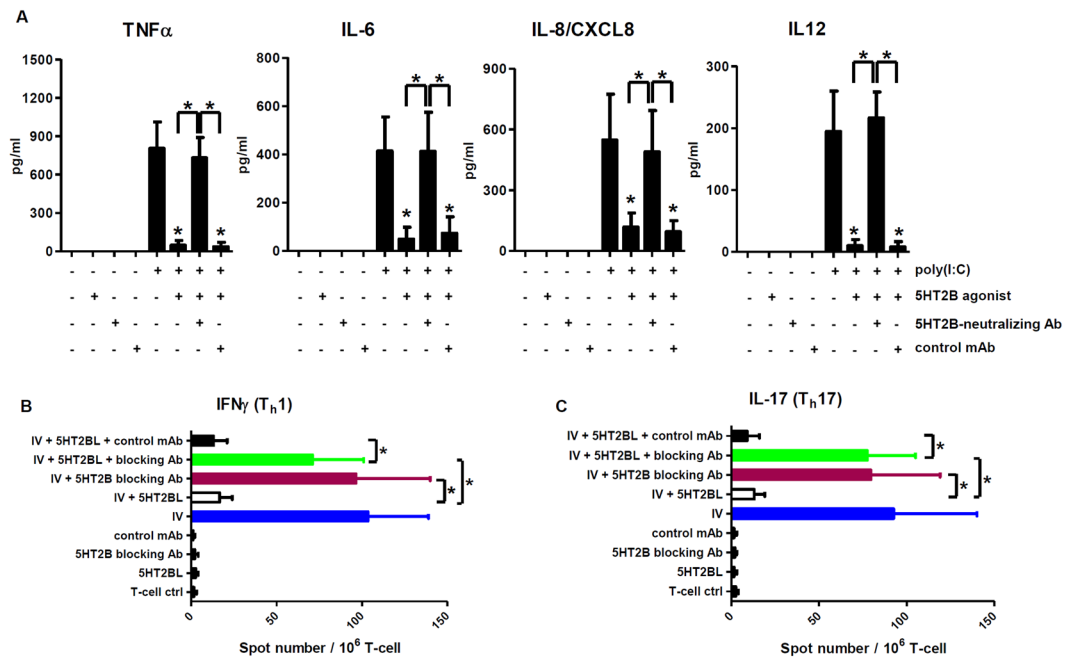 A
TNFα IL-6 IL-8/CXCL8 IL12
pg/ml
1500
1200
900
600
300
0
* *
* *
pg/ml
800
600
400
200
0
* *
* *
pg/ml
900
600
300
0
* *
* *
pg/ml
300
200
100
0
* *
* *
- - - - + + + + - - - - + + + + - - - - + + + + - - - - + + + + poly(I:C)
- + - - - + + + - + - - - + + + - + - - - + + + - + - - - + + + 5HT2B agonist
- - + - - - + - - - + - - - + - - - + - - - + - - - + - - - + - 5HT2B-neutralizing Ab
- - - + - - - + - - - + - - - + - - - + - - - + - - - + - - - + control mAb
B
IFNγ (Th1)
IV + 5HT2BL + control mAb
IV + 5HT2BL + blocking Ab
IV + 5HT2B blocking Ab
IV + 5HT2BL
IV
control mAb
5HT2B blocking Ab
5HT2BL
T-cell ctrl
* * *
0 50 100 150
Spot number / 10⁶ T-cell
C
IL-17 (Th17)
IV + 5HT2BL + control mAb
IV + 5HT2BL + blocking Ab
IV + 5HT2B blocking Ab
IV + 5HT2BL
IV
control mAb
5HT2B blocking Ab
5HT2BL
T-cell ctrl
* * *
0 50 100 150
Spot number / 10⁶ T-cell